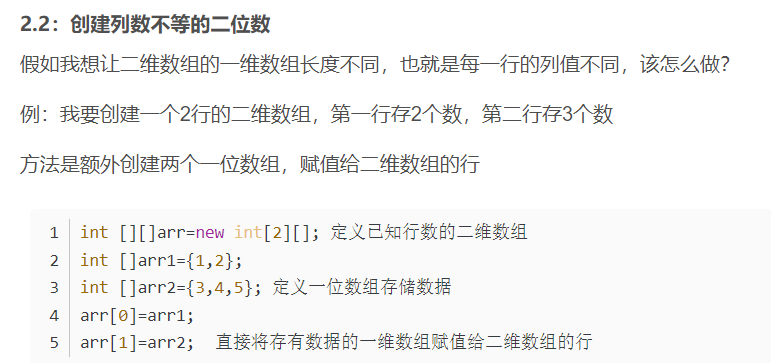 2.2：创建列数不等的二位数
假如我想让二维数组的一维数组长度不同，也就是每一行的列值不同，该怎么做？
例：我要创建一个2行的二维数组，第一行存2个数，第二行存3个数
方法是额外创建两个一位数组，赋值给二维数组的行
1 int [][]arr=new int[2][]; 定义已知行数的二维数组
2 int []arr1={1,2};
3 int []arr2={3,4,5}; 定义一位数组存储数据
4 arr[0]=arr1;
5 arr[1]=arr2;  直接将存有数据的一维数组赋值给二维数组的行